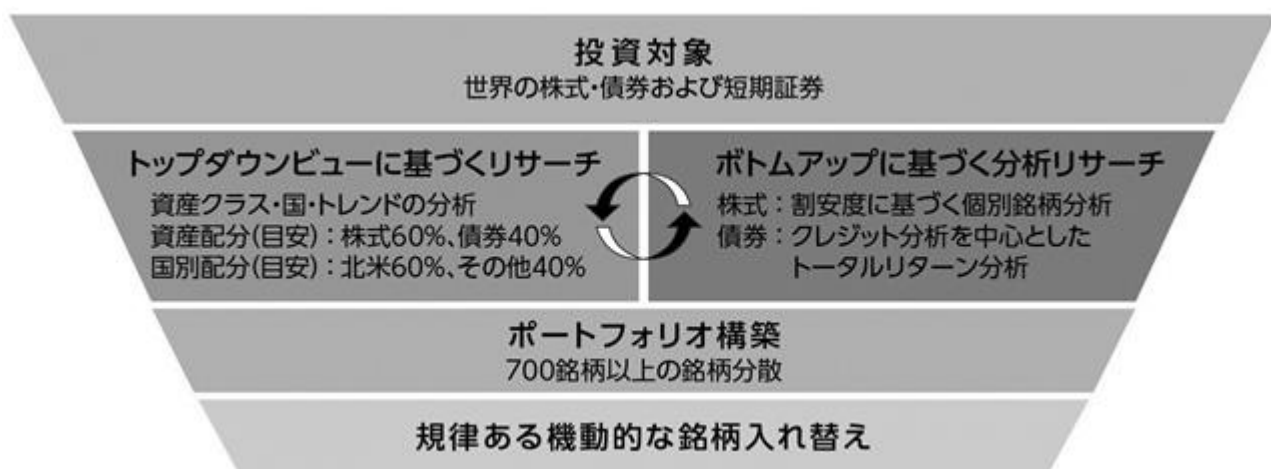 投資対象
世界の株式・債券および短期証券
トップダウンビューに基づくリサーチ
資産クラス・国・トレンドの分析
資産配分(目安):株式60%、債券40%
国別配分(目安):北米60%、その他40%
ボトムアップに基づく分析リサーチ
株式:割安度に基づく個別銘柄分析
債券:クレジット分析を中心とした
トータルリターン分析
ポートフォリオ構築
700銘柄以上の銘柄分散
規律ある機動的な銘柄入れ替え